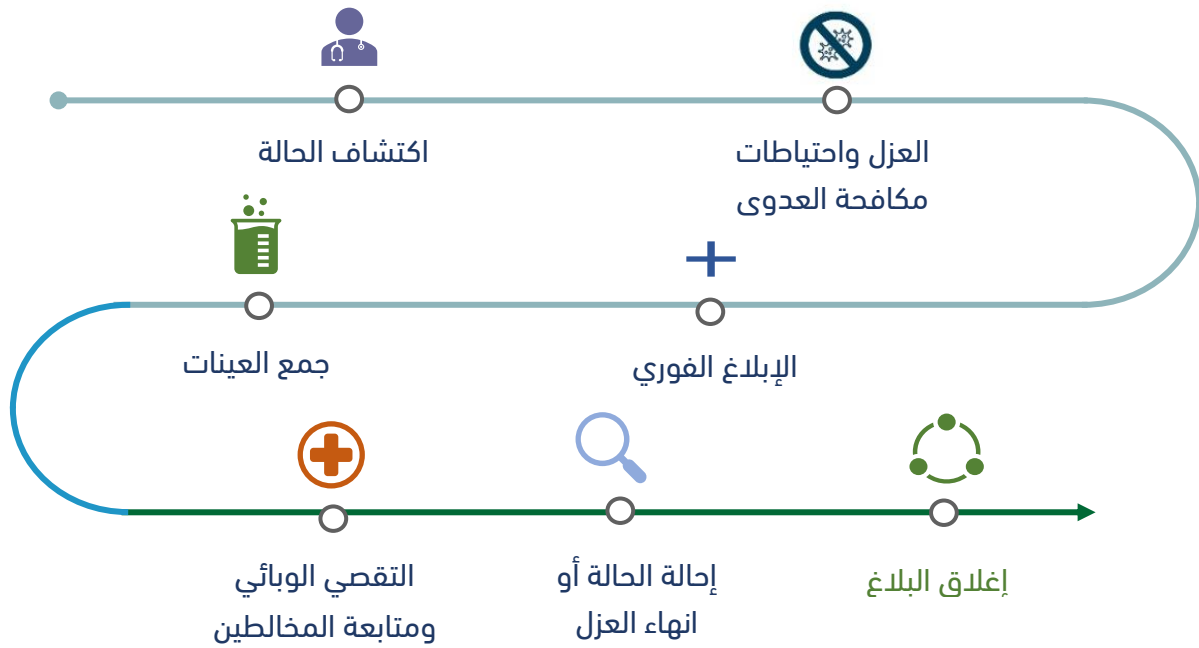 اكتشاف الحالة
العزل واحتياطات
مكافحة العدوى
الإبلاغ الفوري
جمع العينات
التقصي الوبائي
ومتابعة المخالطين
إحالة الحالة أو
انهاء العزل
إغلاق البلاغ